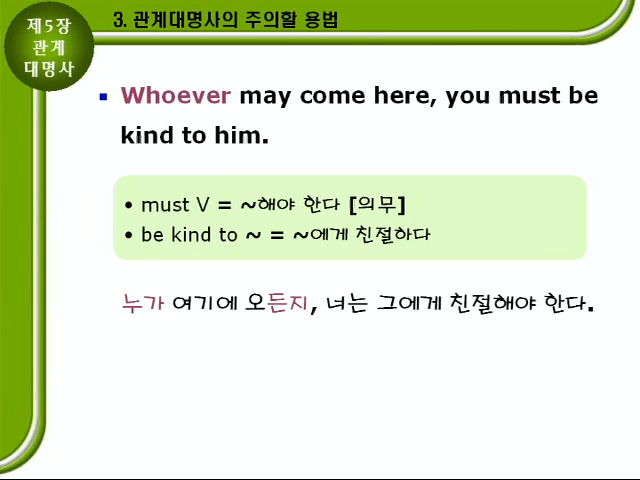 제5장
관계
대명사
3. 관계대명사의 주의할 용법
▪ Whoever may come here, you must be
kind to him.
• must V = ~해야 한다 [의무]
• be kind to ~ = ~에게 친절하다
누가 여기에 오든지, 너는 그에게 친절해야 한다.